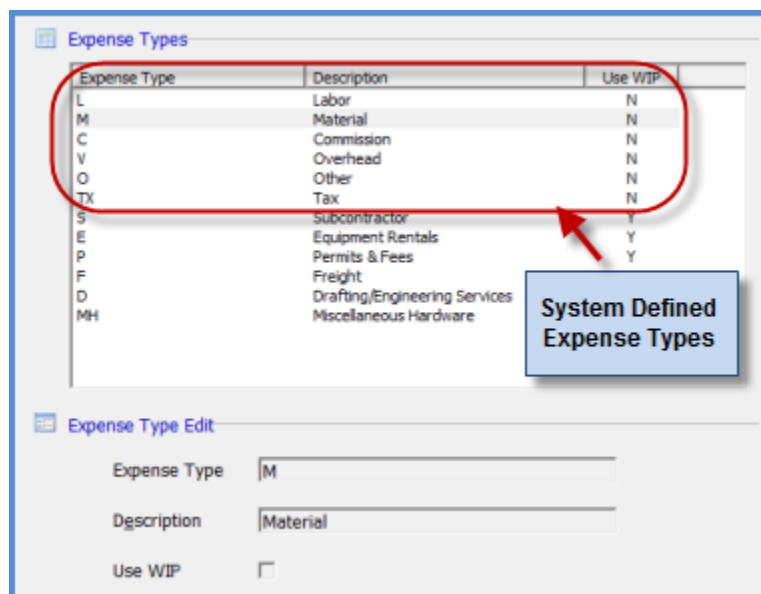 Expense Types
Expense Type Description Use WIP
L Labor N
M Material N
C Commission N
V Overhead N
O Other N
TX Tax N
S Subcontractor Y
E Equipment Rentals Y
P Permits & Fees Y
F Freight
D Drafting/Engineering Services
MH Miscellaneous Hardware
System Defined
Expense Types
Expense Type Edit
Expense Type M
Description Material
Use WIP